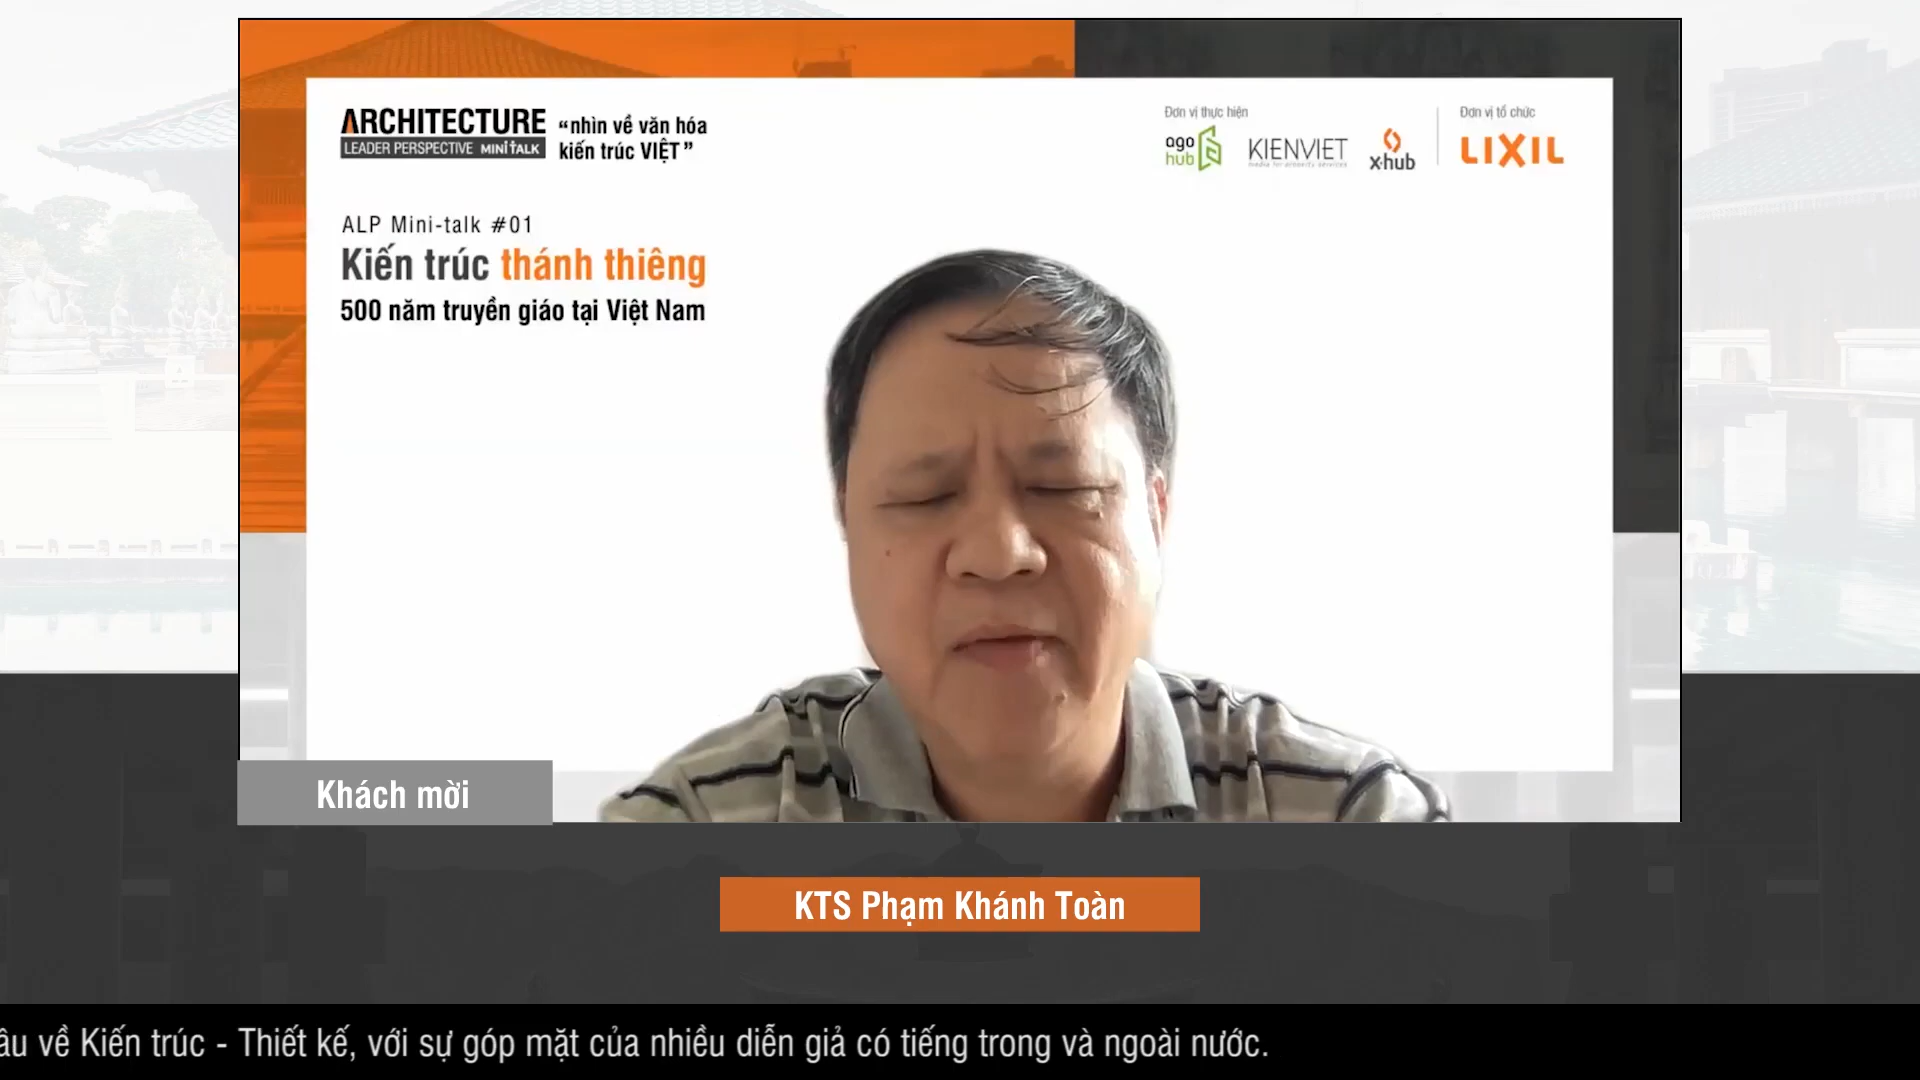 ARCHITECTURE
LEADER PERSPECTIVE MINITALK
“nhìn về văn hóa
kiến trúc VIỆT”
Đơn vị thực hiện
ago
hub
KIENVIET
x·hub
Đơn vị tổ chức
LIXIL
ALP Mini-talk #01
Kiến trúc thánh thiêng
500 năm truyền giáo tại Việt Nam
Khách mời
KTS Phạm Khánh Toàn
về Kiến trúc - Thiết kế, với sự góp mặt của nhiều diễn giả có tiếng trong và ngoài nước.